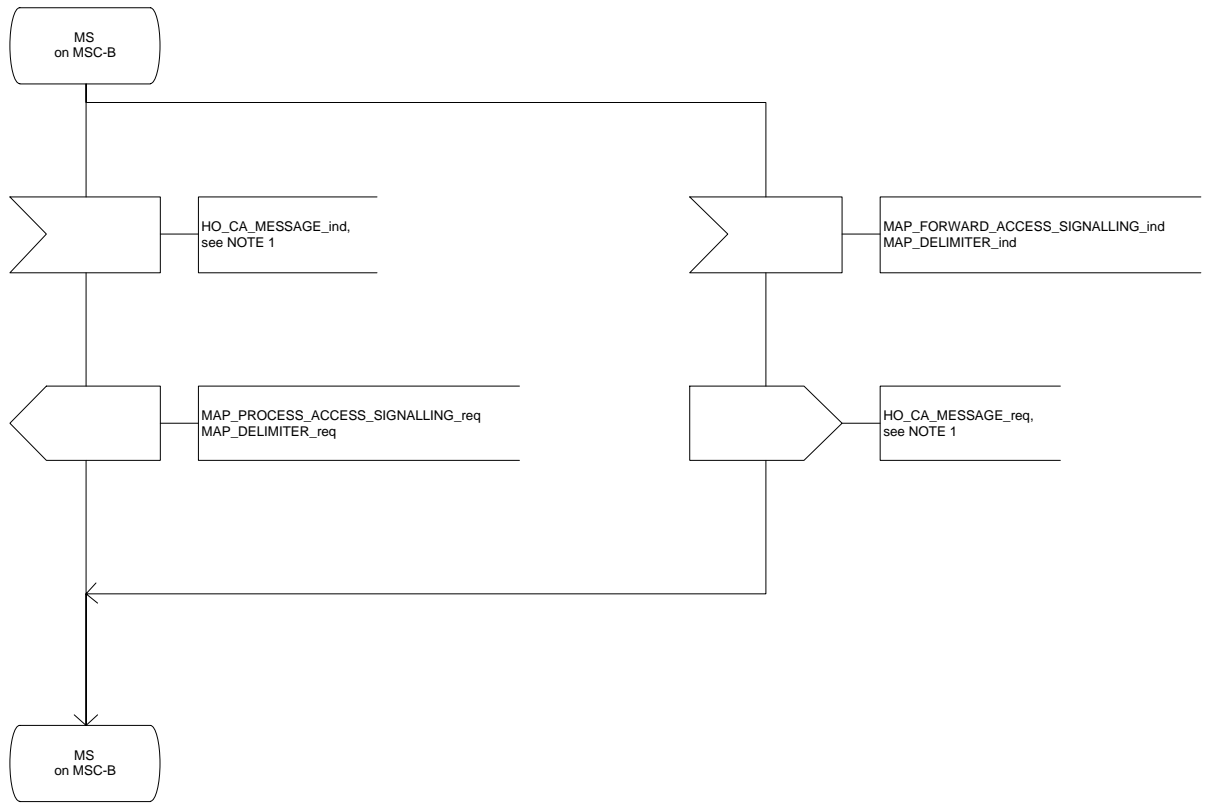 MS
on MSC-B
HO_CA_MESSAGE_ind,
see NOTE 1
MAP_FORWARD_ACCESS_SIGNALLING_ind
MAP_DELIMITER_ind
MAP_PROCESS_ACCESS_SIGNALLING_req
MAP_DELIMITER_req
HO_CA_MESSAGE_req,
see NOTE 1
MS
on MSC-B